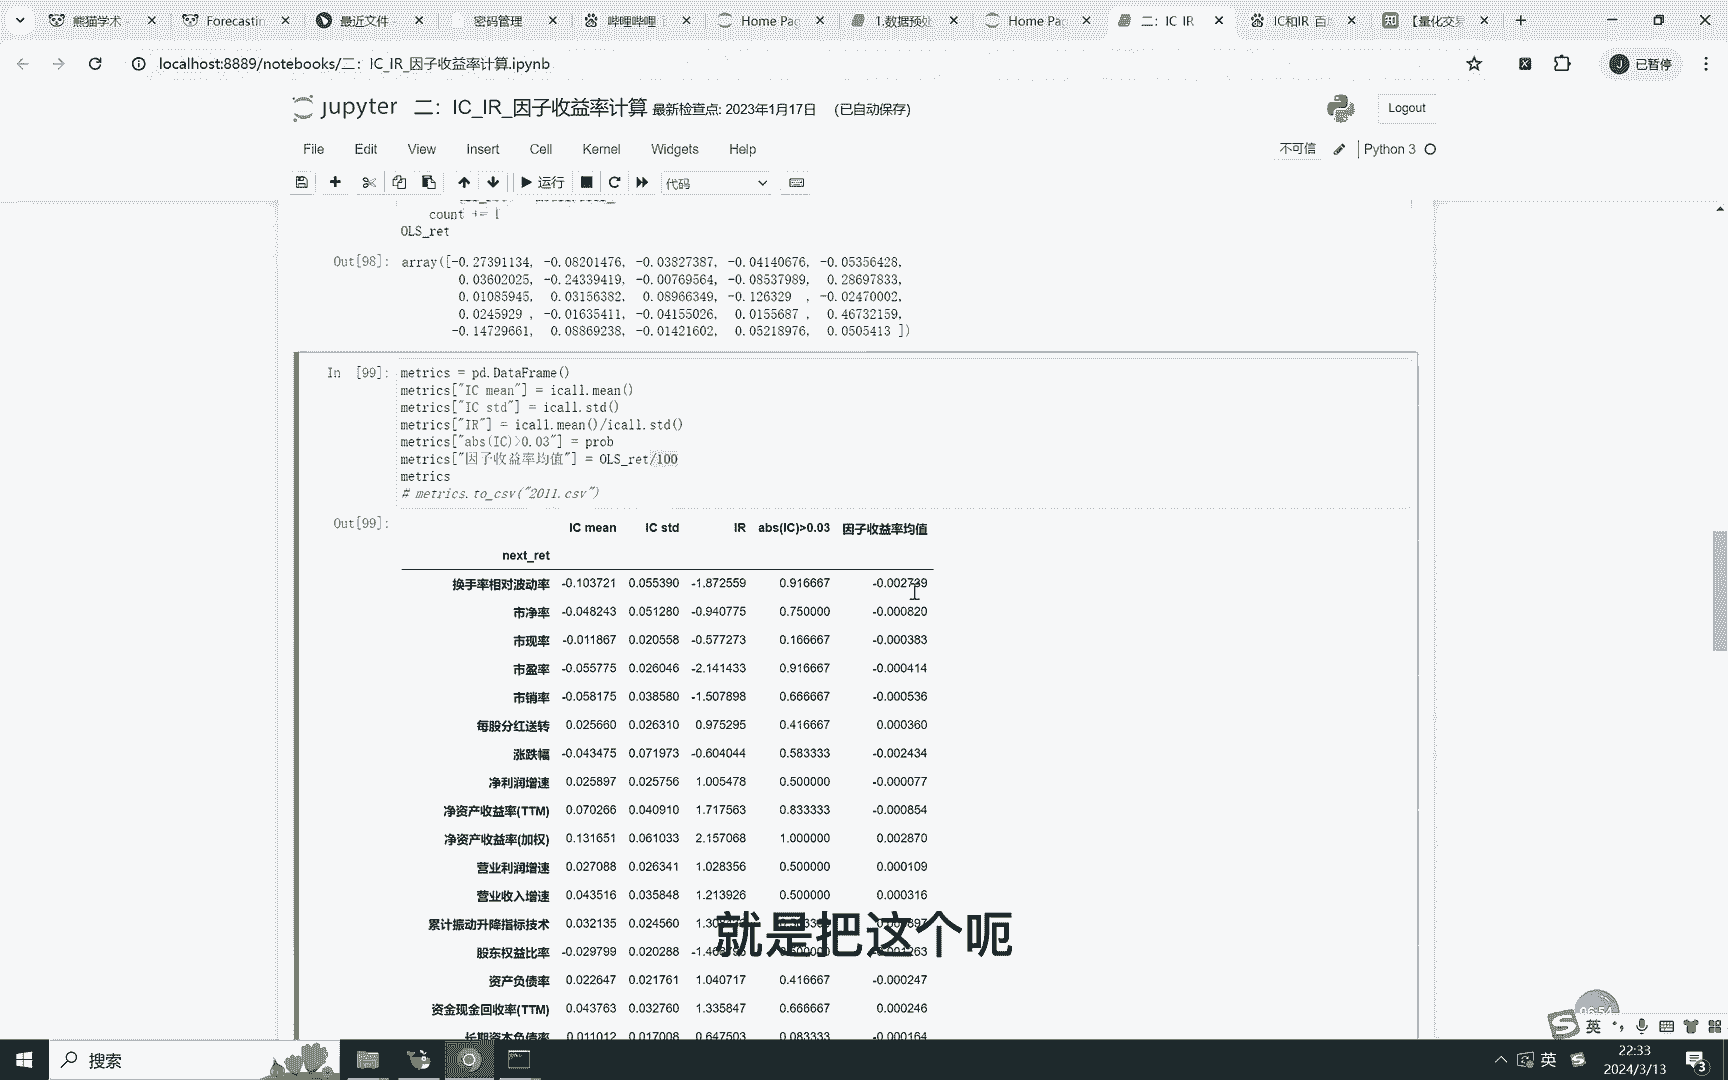 熊猫学术
Forecastin
最近文件
密码管理
哔哩哔哩
Home Pag
1.数据预处
Home Pag
二：IC IR
IC和IR 百
【量化交易
localhost:8889/notebooks/二：IC_IR_因子收益率计算.ipynb
已暂停
jupyter 二：IC_IR_因子收益率计算 最新检查点: 2023年1月17日 (已自动保存)
Logout
File Edit View Insert Cell Kernel Widgets Help
不可信 Python 3
运行 代码
count += 1
OLS_ret
Out[98]: array([-0.27391134, -0.08201476, -0.03827387, -0.04140676, -0.05356428,
0.03602025, -0.24339419, -0.00769564, -0.08537989, 0.28697833,
0.01085945, 0.03156382, 0.08966349, -0.126329 , -0.02470002,
0.0245929 , -0.01635411, -0.04155026, 0.0155687 , 0.46732159,
-0.14729661, 0.08869238, -0.01421602, 0.05218976, 0.0505413 ])
In [99]: metrics = pd.DataFrame()
metrics["IC mean"] = icall.mean()
metrics["IC std"] = icall.std()
metrics["IR"] = icall.mean()/icall.std()
metrics["abs(IC)>0.03"] = prob
metrics["因子收益率均值"] = OLS_ret/100
metrics
# metrics.to_csv("2011.csv")
Out[99]: IC mean IC std IR abs(IC)>0.03 因子收益率均值
next_ret
换手率相对波动率 -0.103721 0.055390 -1.872559 0.916667 -0.002739
市净率 -0.048243 0.051280 -0.940775 0.750000 -0.000820
市现率 -0.011867 0.020558 -0.577273 0.166667 -0.000383
市盈率 -0.055775 0.026046 -2.141433 0.916667 -0.000414
市销率 -0.058175 0.038580 -1.507898 0.666667 -0.000536
每股分红送转 0.025660 0.026310 0.975295 0.416667 0.000360
涨跌幅 -0.043475 0.071973 -0.604044 0.583333 -0.002434
净利润增速 0.025897 0.025756 1.005478 0.500000 -0.000077
净资产收益率(TTM) 0.070266 0.040910 1.717563 0.833333 -0.000854
净资产收益率(加权) 0.131651 0.061033 2.157068 1.000000 0.002870
营业利润增速 0.027088 0.026341 1.028356 0.500000 0.000109
营业收入增速 0.043516 0.035848 1.213926 0.500000 0.000316
累计振动升降指标技术 0.032135 0.024560
股东权益比率 -0.029799 0.020288
就是把这个呃
资产负债率 0.022647 0.021761 1.040717 0.416667 -0.000247
资金现金回收率(TTM) 0.043763 0.032760 1.335847 0.666667 0.000246
长期资本负债率 0.011012 0.017008 0.647503 0.083333 -0.000164
英
搜索
英
22:33
2024/3/13
3